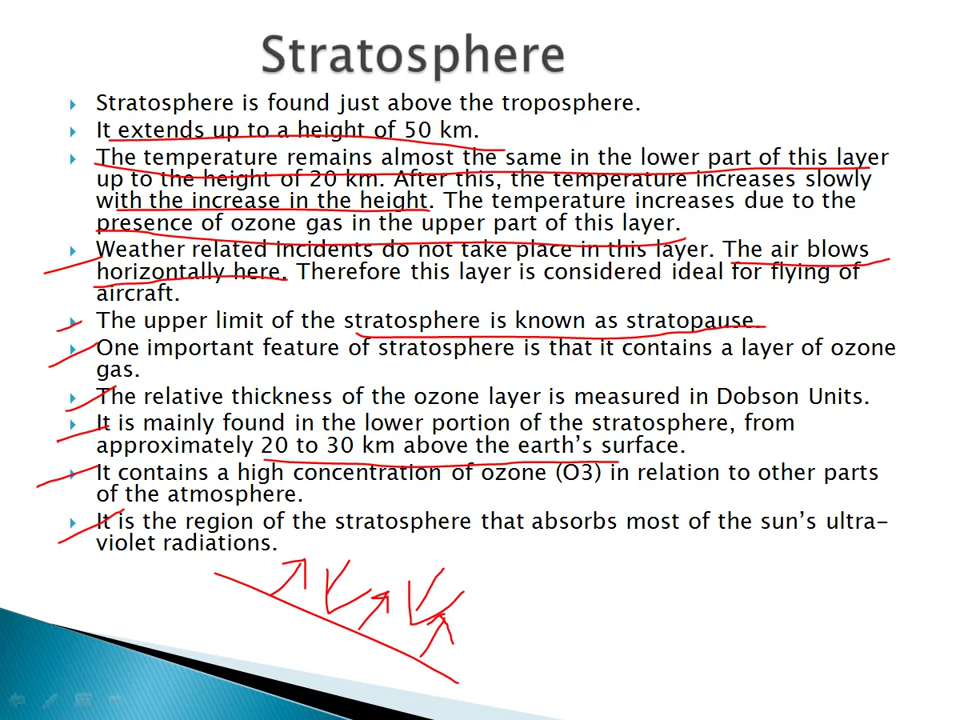 Stratosphere
Stratosphere is found just above the troposphere.
It extends up to a height of 50 km.
The temperature remains almost the same in the lower part of this layer
up to the height of 20 km. After this, the temperature increases slowly
with the increase in the height. The temperature increases due to the
presence of ozone gas in the upper part of this layer.
Weather related incidents do not take place in this layer. The air blows
horizontally here. Therefore this layer is considered ideal for flying of
aircraft.
The upper limit of the stratosphere is known as stratopause.
One important feature of stratosphere is that it contains a layer of ozone
gas.
The relative thickness of the ozone layer is measured in Dobson Units.
It is mainly found in the lower portion of the stratosphere, from
approximately 20 to 30 km above the earth's surface.
It contains a high concentration of ozone (O3) in relation to other parts
of the atmosphere.
It is the region of the stratosphere that absorbs most of the sun's ultra-
violet radiations.